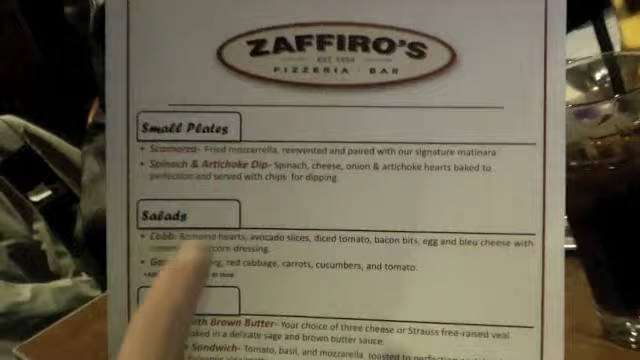 ZAFFIRO'S
EST. 1954
PIZZERIA · BAR
Small Plates
• Scamorza- Fried mozzarella, reenvented and paired with our signature matinara
• Spinach & Artichoke Dip- Spinach, cheese, onion & artichoke hearts baked to
perfection and served with chips for dipping.
Salads
• Cobb- Romaine hearts, avocado slices, diced tomato, bacon bits, egg and bleu cheese with
dressing.
red cabbage, carrots, cucumbers, and tomato.
with Brown Butter- Your choice of three cheese or Strauss free-raised veal
in a delicate sage and brown butter sauce.
Sandwich- Tomato, basil, and mozzarella toasted to